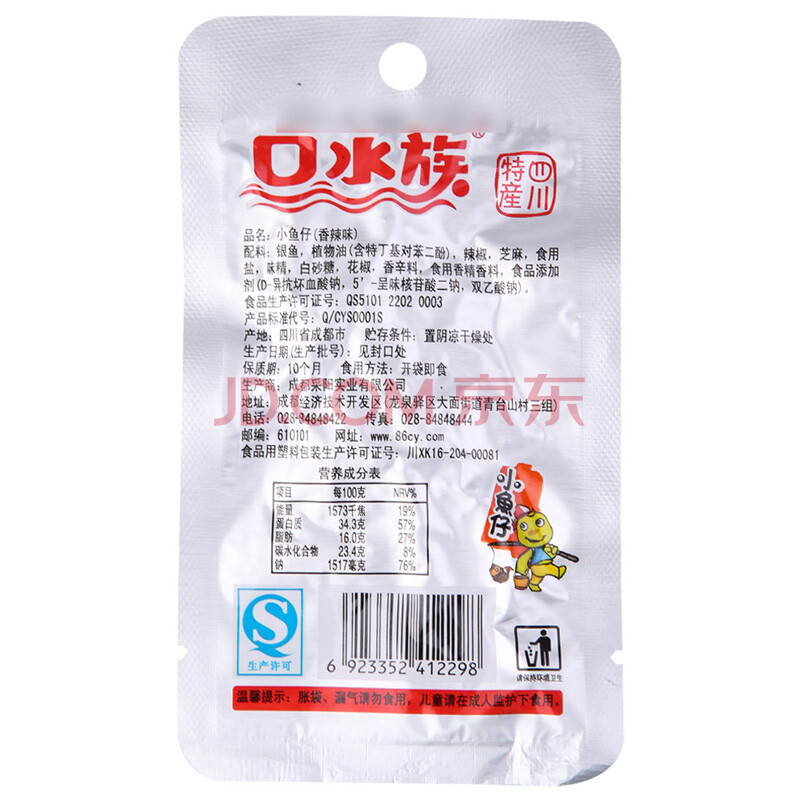 口水族®
四川特産
品名：小鱼仔(香辣味)
配料：银鱼，植物油(含特丁基对苯二酚)，辣椒，芝麻，食用
盐，味精，白砂糖，花椒，香辛料，食用香精香料，食品添加
剂(D-异抗坏血酸钠，5′-呈味核苷酸二钠，双乙酸钠)。
食品生产许可证号：QS5101 2202 0003
产品标准代号：Q/CYS0001S
产地：四川省成都市 贮存条件：置阴凉干燥处
生产日期(生产批号)：见封口处
保质期：10个月 食用方法：开袋即食
生产商：成都采阳实业有限公司
地址：成都经济技术开发区(龙泉驿区大面街道青台山村三组)
电话：028-84848422 传真：028-84848444
邮编：610101 网址：www.86cy.com
食品用塑料包装生产许可证号：川XK16-204-00081
JD.COM 京东
营养成分表
项目 每100克 NRV%
能量 1573千焦 19%
蛋白质 34.3克 57%
脂肪 16.0克 27%
碳水化合物 23.4克 8%
钠 1517毫克 76%
小魚仔
生产许可
6 923352 412298
请保持环境卫生
温馨提示：胀袋、漏气请勿食用，儿童请在成人监护下食用。